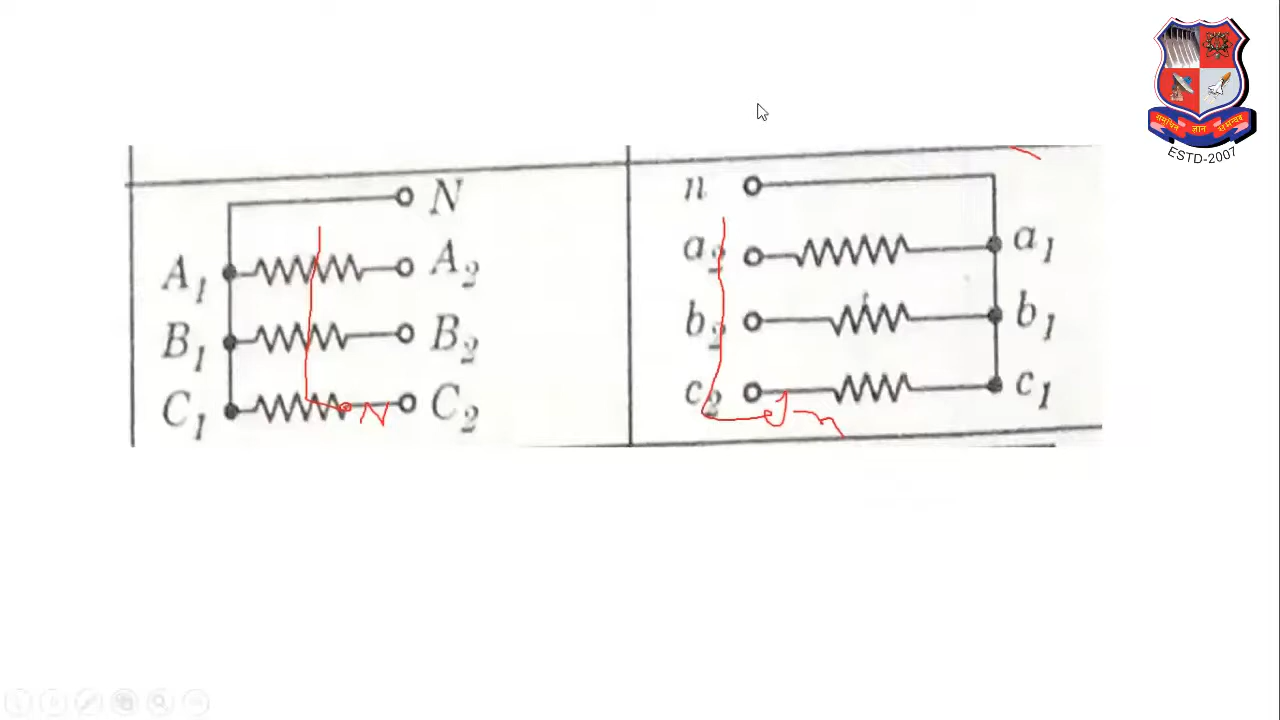 N
A1 A2
B1 B2
C1 N C2
n
a2 a1
b2 b1
c2 c1
n
ज्ञान
ESTD-2007